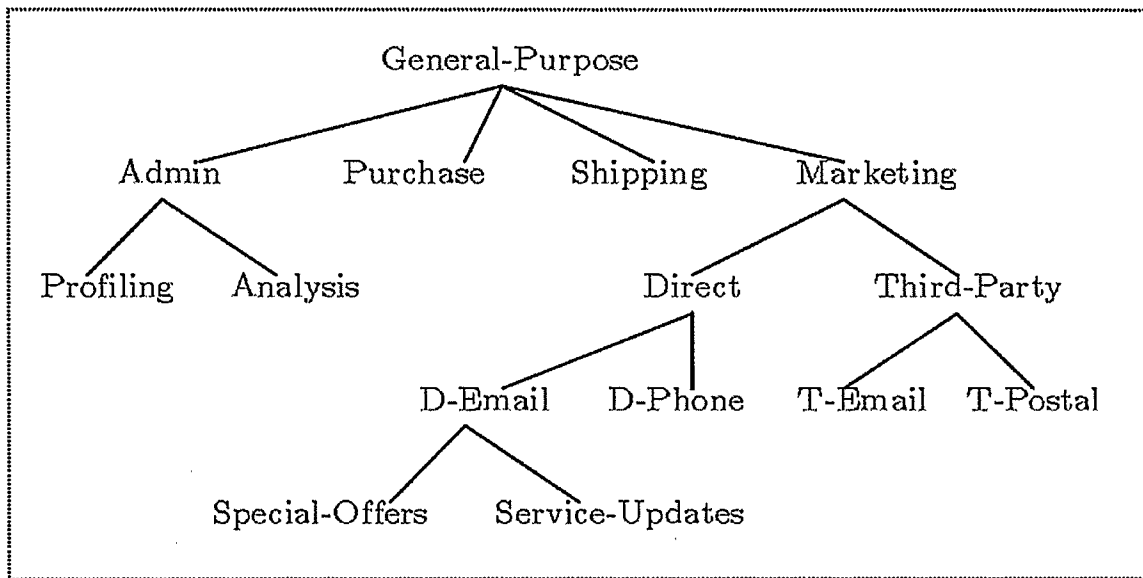 General-Purpose
Admin Purchase Shipping Marketing
Profiling Analysis Direct Third-Party
D-Email D-Phone T-Email T-Postal
Special-Offers Service-Updates